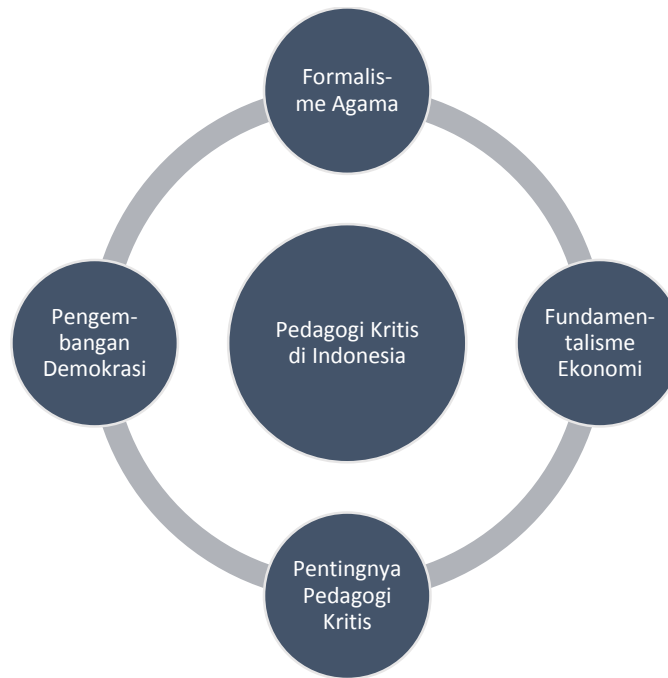 Formalis-
me Agama
Pengem-
bangan
Demokrasi
Pedagogi Kritis
di Indonesia
Fundamen-
talisme
Ekonomi
Pentingnya
Pedagogi
Kritis